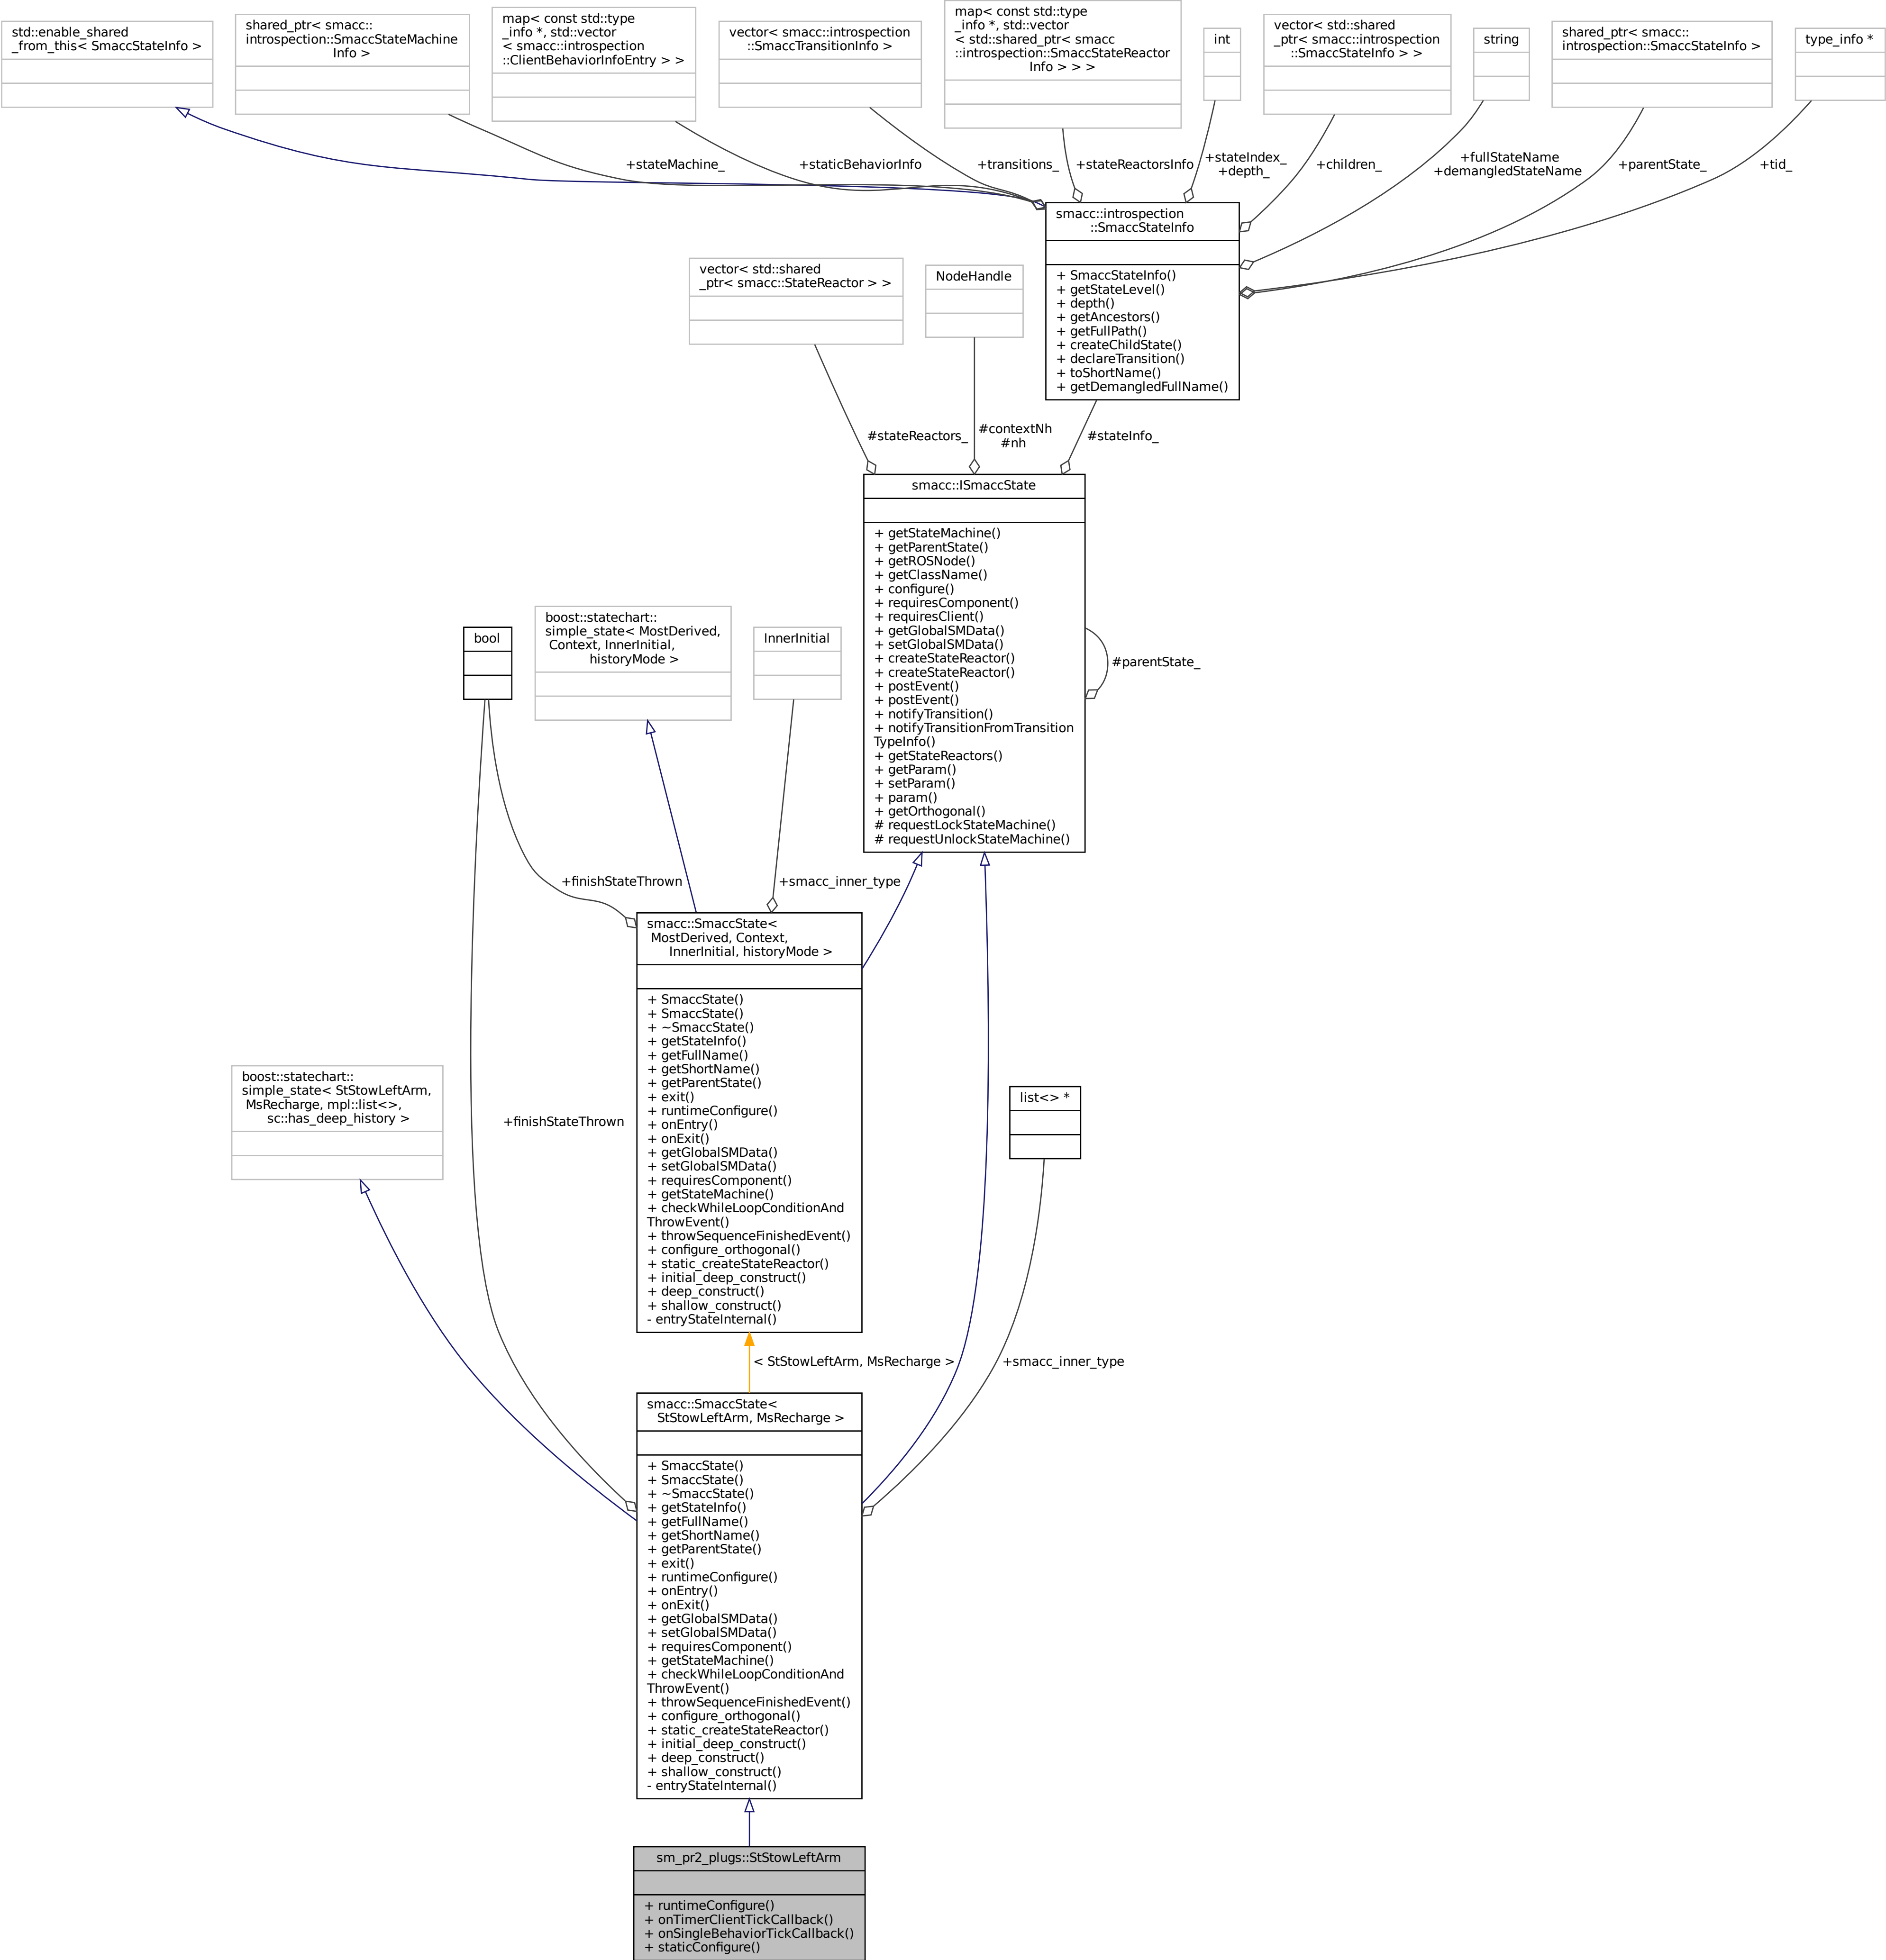 std::enable_shared
_from_this< SmaccStateInfo >
shared_ptr< smacc::
introspection::SmaccStateMachine
Info >
map< const std::type
_info *, std::vector
< smacc::introspection
::ClientBehaviorInfoEntry > >
vector< smacc::introspection
::SmaccTransitionInfo >
map< const std::type
_info *, std::vector
< std::shared_ptr< smacc
::introspection::SmaccStateReactor
Info > > >
int
vector< std::shared
_ptr< smacc::introspection
::SmaccStateInfo > >
string
shared_ptr< smacc::
introspection::SmaccStateInfo >
type_info *
+stateMachine_
+staticBehaviorInfo
+transitions_
+stateReactorsInfo
+stateIndex_
+depth_
+children_
+fullStateName
+demangledStateName
+parentState_
+tid_
smacc::introspection
::SmaccStateInfo
+ SmaccStateInfo()
+ getStateLevel()
+ depth()
+ getAncestors()
+ getFullPath()
+ createChildState()
+ declareTransition()
+ toShortName()
+ getDemangledFullName()
vector< std::shared
_ptr< smacc::StateReactor > >
NodeHandle
#stateReactors_
#contextNh
#nh
#stateInfo_
smacc::ISmaccState
+ getStateMachine()
+ getParentState()
+ getROSNode()
+ getClassName()
+ configure()
+ requiresComponent()
+ requiresClient()
+ getGlobalSMData()
+ setGlobalSMData()
+ createStateReactor()
+ createStateReactor()
+ postEvent()
+ postEvent()
+ notifyTransition()
+ notifyTransitionFromTransition
TypeInfo()
+ getStateReactors()
+ getParam()
+ setParam()
+ param()
+ getOrthogonal()
# requestLockStateMachine()
# requestUnlockStateMachine()
#parentState_
bool
boost::statechart::
simple_state< MostDerived,
Context, InnerInitial,
historyMode >
InnerInitial
+finishStateThrown
+smacc_inner_type
smacc::SmaccState<
MostDerived, Context,
InnerInitial, historyMode >
+ SmaccState()
+ SmaccState()
+ ~SmaccState()
+ getStateInfo()
+ getFullName()
+ getShortName()
+ getParentState()
+ exit()
+ runtimeConfigure()
+ onEntry()
+ onExit()
+ getGlobalSMData()
+ setGlobalSMData()
+ requiresComponent()
+ getStateMachine()
+ checkWhileLoopConditionAnd
ThrowEvent()
+ throwSequenceFinishedEvent()
+ configure_orthogonal()
+ static_createStateReactor()
+ initial_deep_construct()
+ deep_construct()
+ shallow_construct()
- entryStateInternal()
boost::statechart::
simple_state< StStowLeftArm,
MsRecharge, mpl::list<>,
sc::has_deep_history >
+finishStateThrown
list<> *
< StStowLeftArm, MsRecharge >
+smacc_inner_type
smacc::SmaccState<
StStowLeftArm, MsRecharge >
+ SmaccState()
+ SmaccState()
+ ~SmaccState()
+ getStateInfo()
+ getFullName()
+ getShortName()
+ getParentState()
+ exit()
+ runtimeConfigure()
+ onEntry()
+ onExit()
+ getGlobalSMData()
+ setGlobalSMData()
+ requiresComponent()
+ getStateMachine()
+ checkWhileLoopConditionAnd
ThrowEvent()
+ throwSequenceFinishedEvent()
+ configure_orthogonal()
+ static_createStateReactor()
+ initial_deep_construct()
+ deep_construct()
+ shallow_construct()
- entryStateInternal()
sm_pr2_plugs::StStowLeftArm
+ runtimeConfigure()
+ onTimerClientTickCallback()
+ onSingleBehaviorTickCallback()
+ staticConfigure()